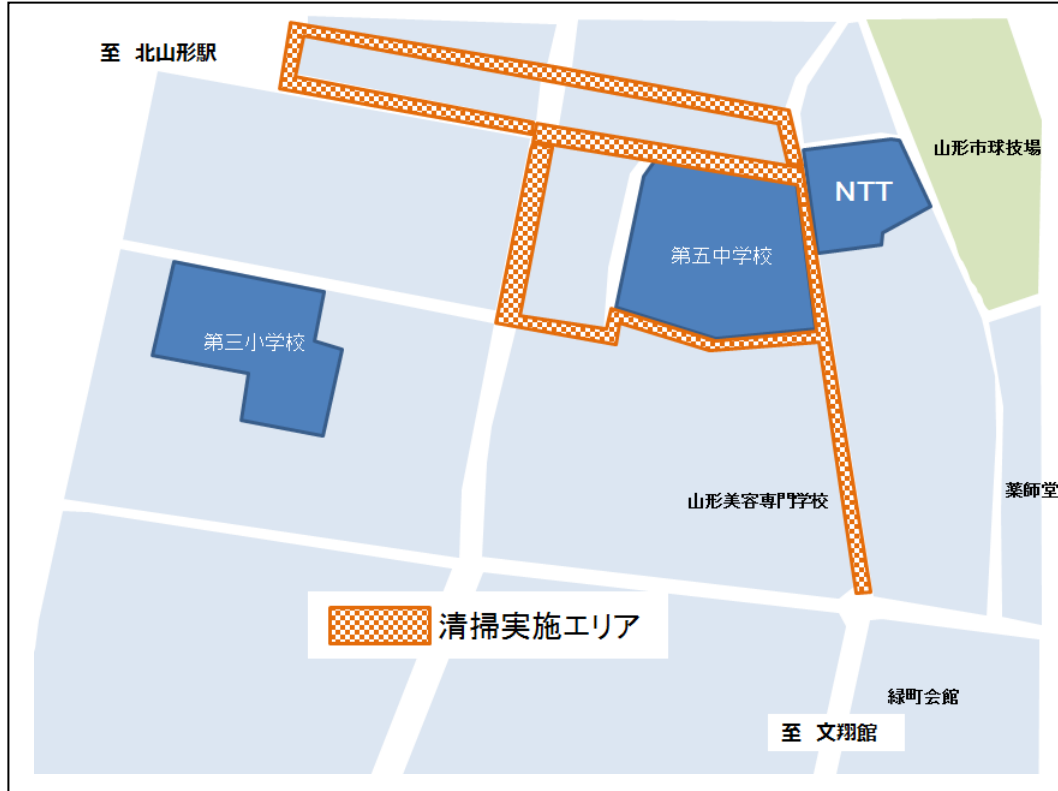 至 北山形駅
山形市球技場
NTT
第五中学校
第三小学校
山形美容専門学校
薬師堂
清掃実施エリア
緑町会館
至 文翔館